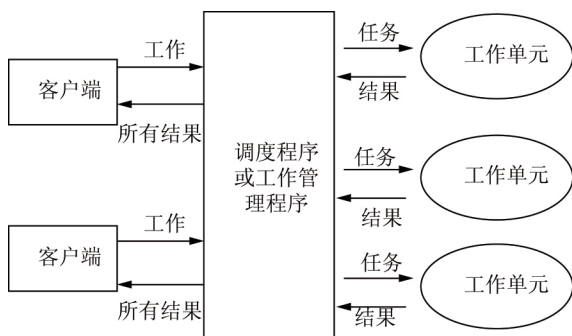 工作
任务
工作单元
客户端
结果
所有结果
调度程序
或工作管
理程序
任务
工作单元
结果
工作
客户端
任务
工作单元
所有结果
结果